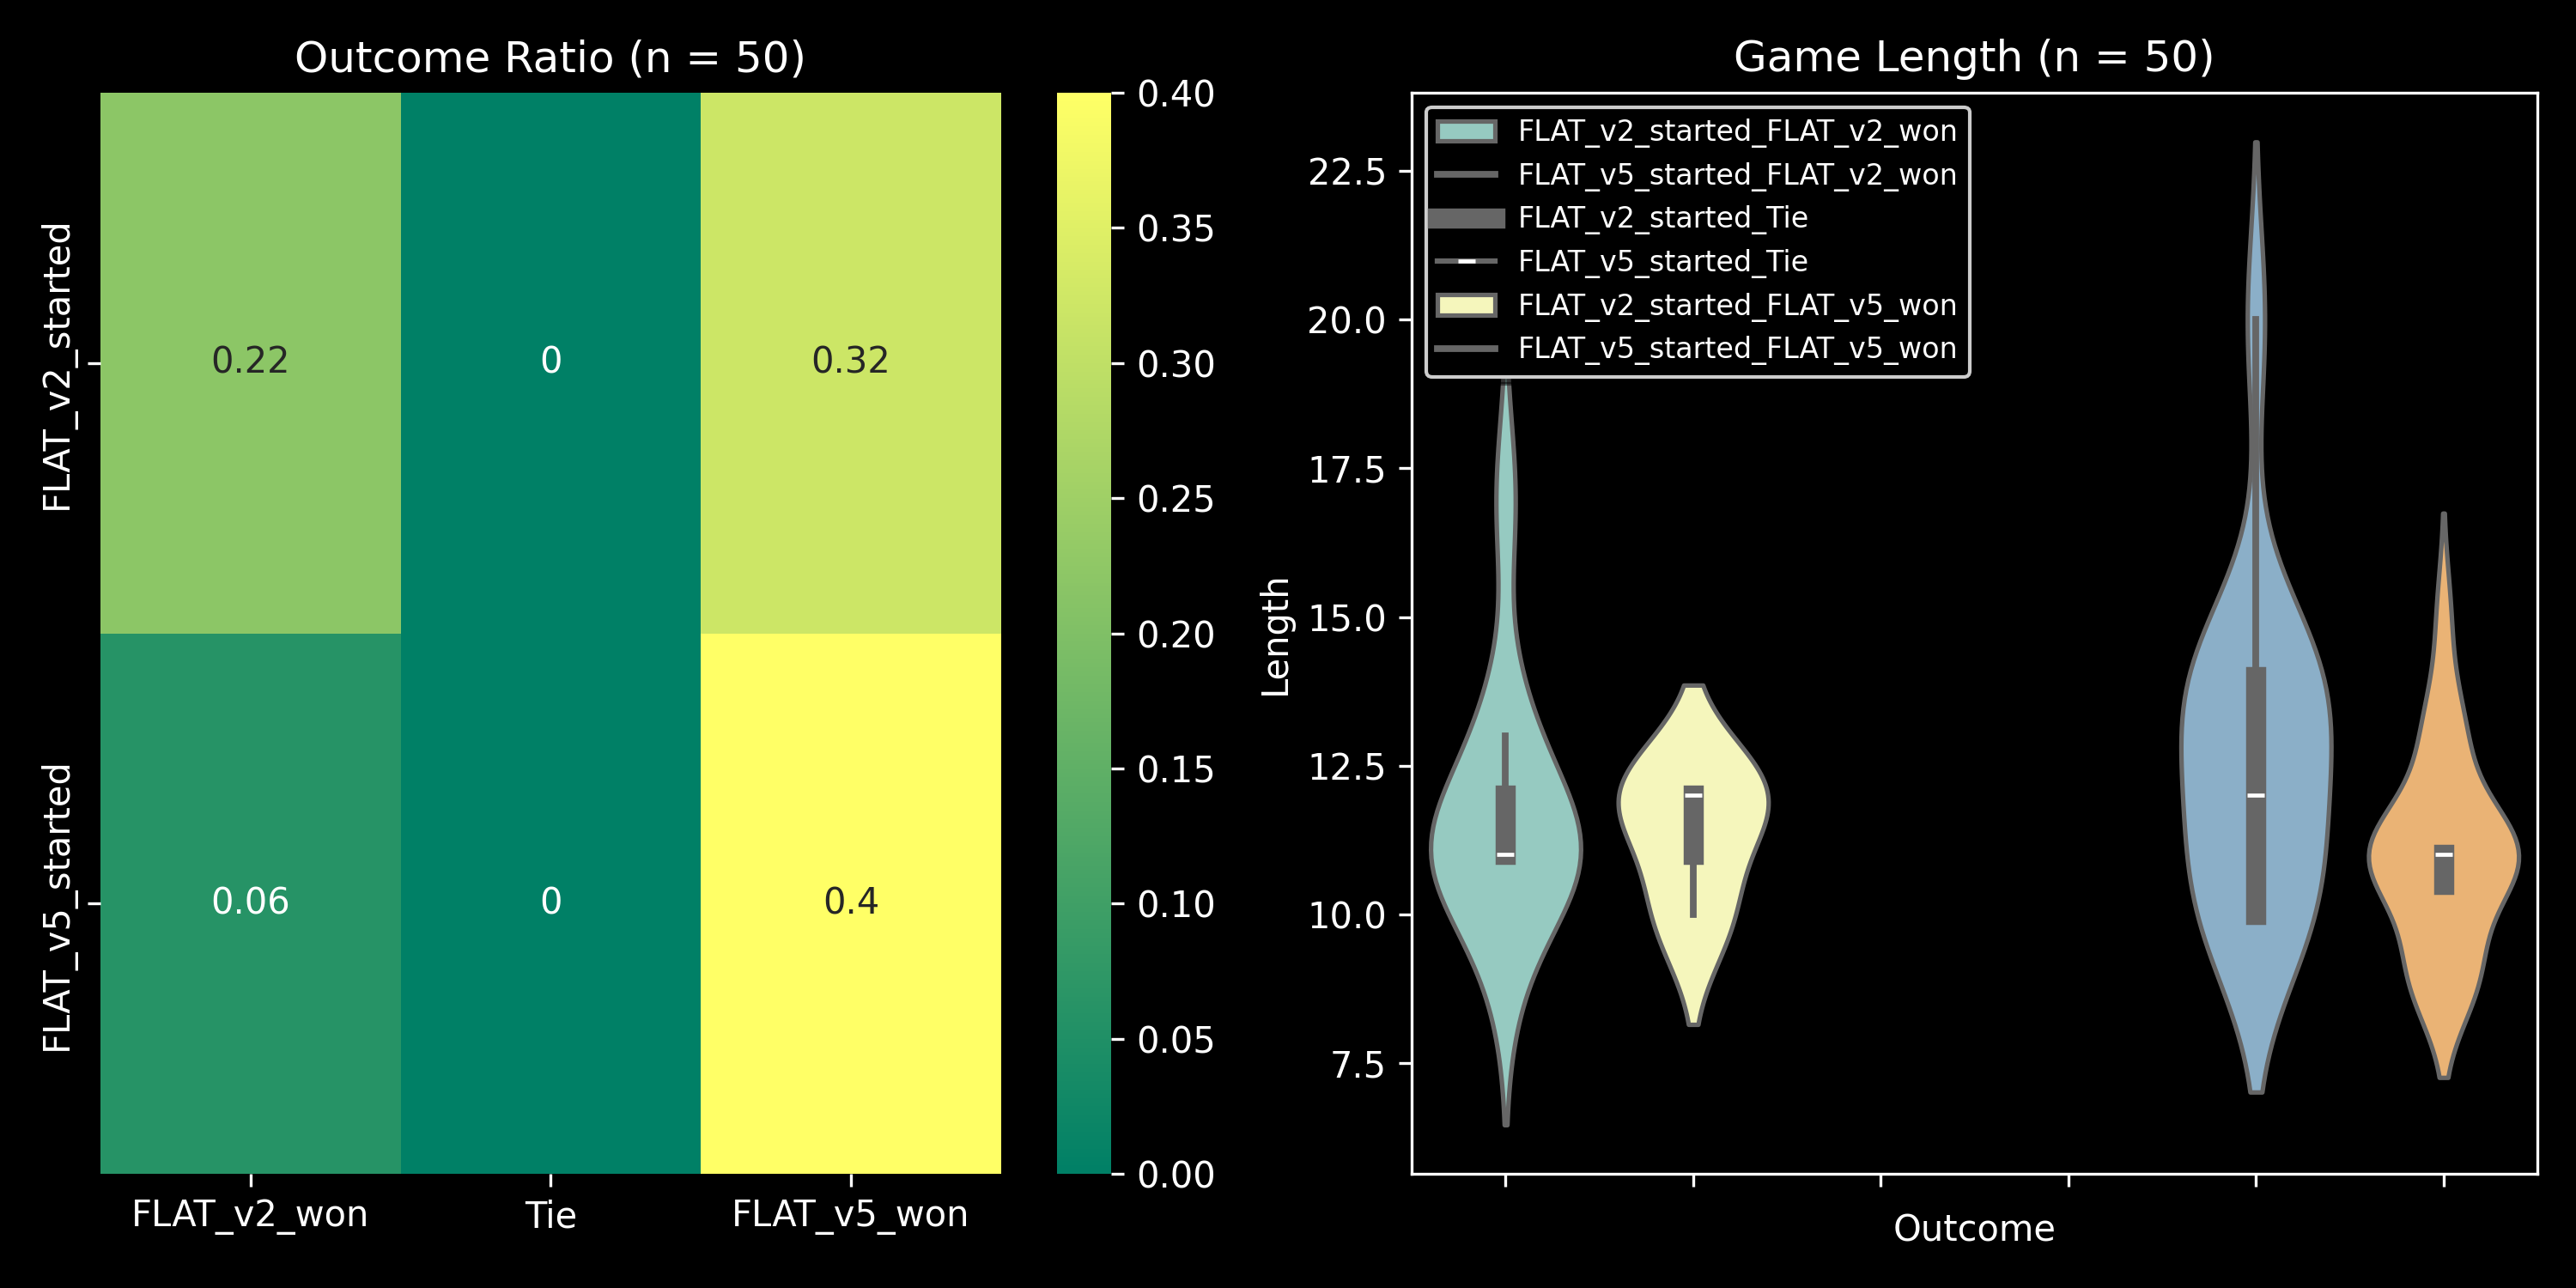 Outcome Ratio (n = 50)
FLAT_v2_started
FLAT_v5_started
0.22
0
0.32
0.06
0
0.4
FLAT_v2_won
Tie
FLAT_v5_won
0.40
0.35
0.30
0.25
0.20
0.15
0.10
0.05
0.00
Game Length (n = 50)
Length
22.5
20.0
17.5
15.0
12.5
10.0
7.5
FLAT_v2_started_FLAT_v2_won
FLAT_v5_started_FLAT_v2_won
FLAT_v2_started_Tie
FLAT_v5_started_Tie
FLAT_v2_started_FLAT_v5_won
FLAT_v5_started_FLAT_v5_won
Outcome